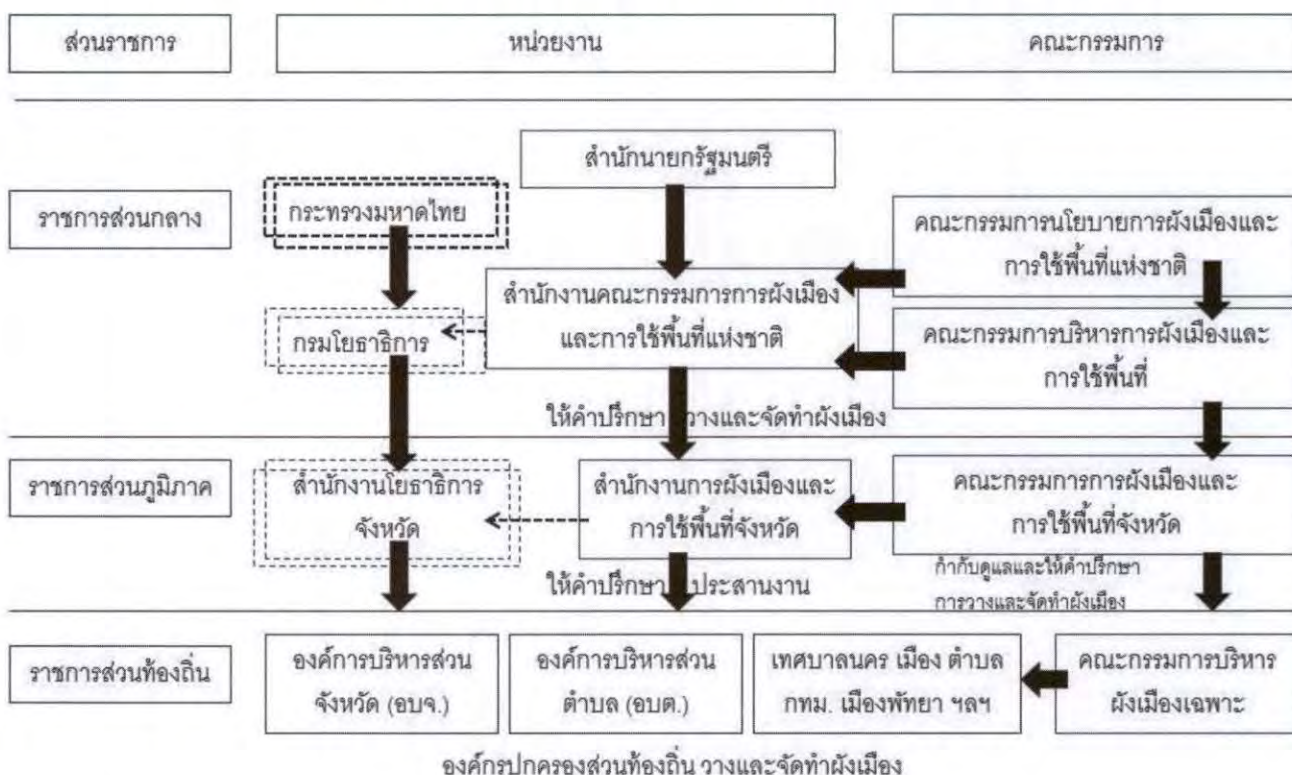 ส่วนราชการ
หน่วยงาน
คณะกรรมการ
ราชการส่วนกลาง
กระทรวงมหาดไทย
สำนักนายกรัฐมนตรี
คณะกรรมการนโยบายการผังเมืองและ
การใช้พื้นที่แห่งชาติ
กรมโยธาธิการ
สำนักงานคณะกรรมการการผังเมือง
และการใช้พื้นที่แห่งชาติ
คณะกรรมการบริหารการผังเมืองและ
การใช้พื้นที่
ให้คำปรึกษา วางและจัดทำผังเมือง
ราชการส่วนภูมิภาค
สำนักงานโยธาธิการ
จังหวัด
สำนักงานการผังเมืองและ
การใช้พื้นที่จังหวัด
คณะกรรมการการผังเมืองและ
การใช้พื้นที่จังหวัด
ให้คำปรึกษา ประสานงาน
กำกับดูแลและให้คำปรึกษา
การวางและจัดทำผังเมือง
ราชการส่วนท้องถิ่น
องค์การบริหารส่วน
จังหวัด (อบจ.)
องค์การบริหารส่วน
ตำบล (อบต.)
เทศบาลนคร เมือง ตำบล
กทม. เมืองพัทยา ฯลฯ
คณะกรรมการบริหาร
ผังเมืองเฉพาะ
องค์กรปกครองส่วนท้องถิ่น วางและจัดทำผังเมือง